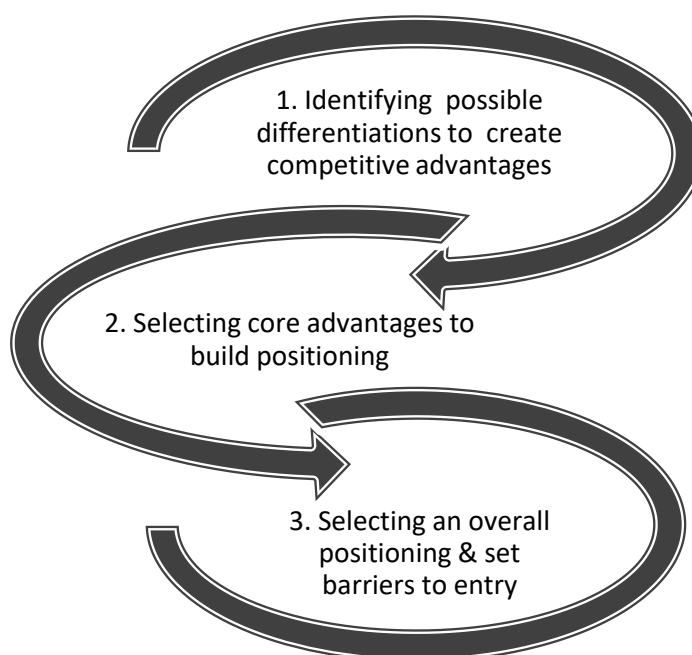 1. Identifying possible
differentiations to create
competitive advantages
2. Selecting core advantages to
build positioning
3. Selecting an overall
positioning & set
barriers to entry